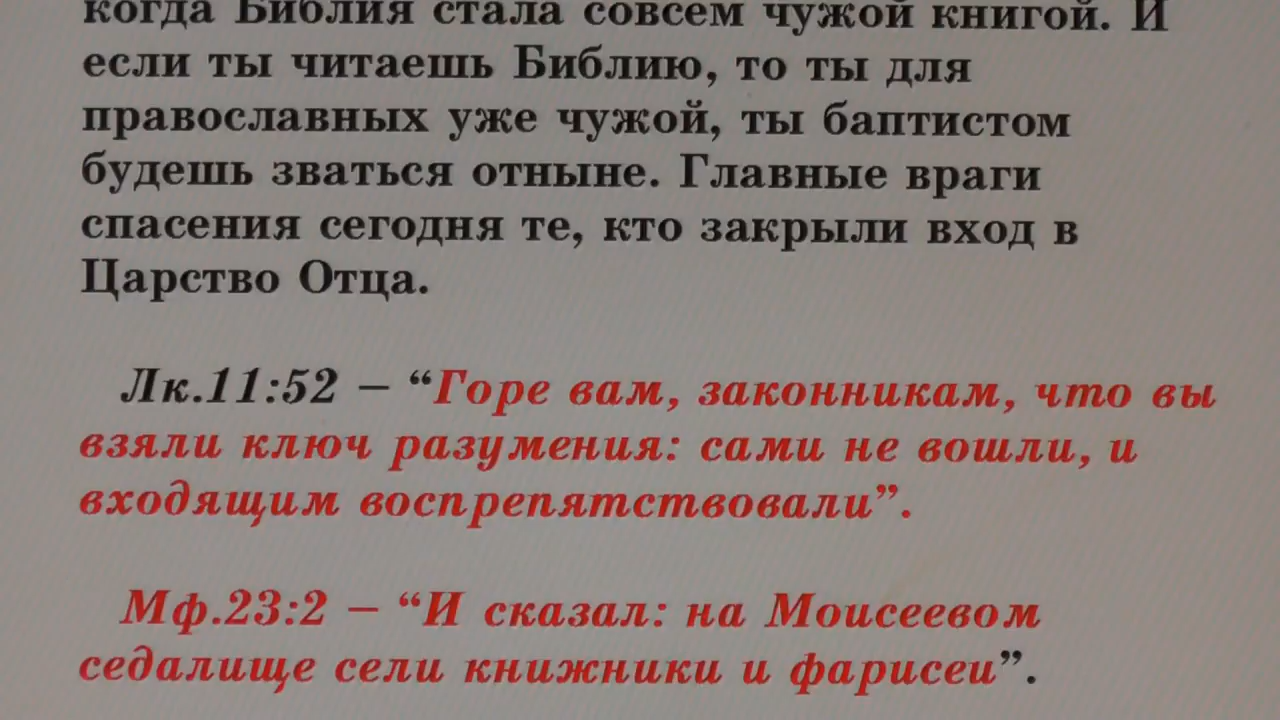 когда Библия стала совсем чужой книгой. И
если ты читаешь Библию, то ты для
православных уже чужой, ты баптистом
будешь зваться отныне. Главные враги
спасения сегодня те, кто закрыли вход в
Царство Отца.
Лк.11:52 – “Горе вам, законникам, что вы
взяли ключ разумения: сами не вошли, и
входящим воспрепятствовали”.
Мф.23:2 – “И сказал: на Моисеевом
седалище сели книжники и фарисеи”.